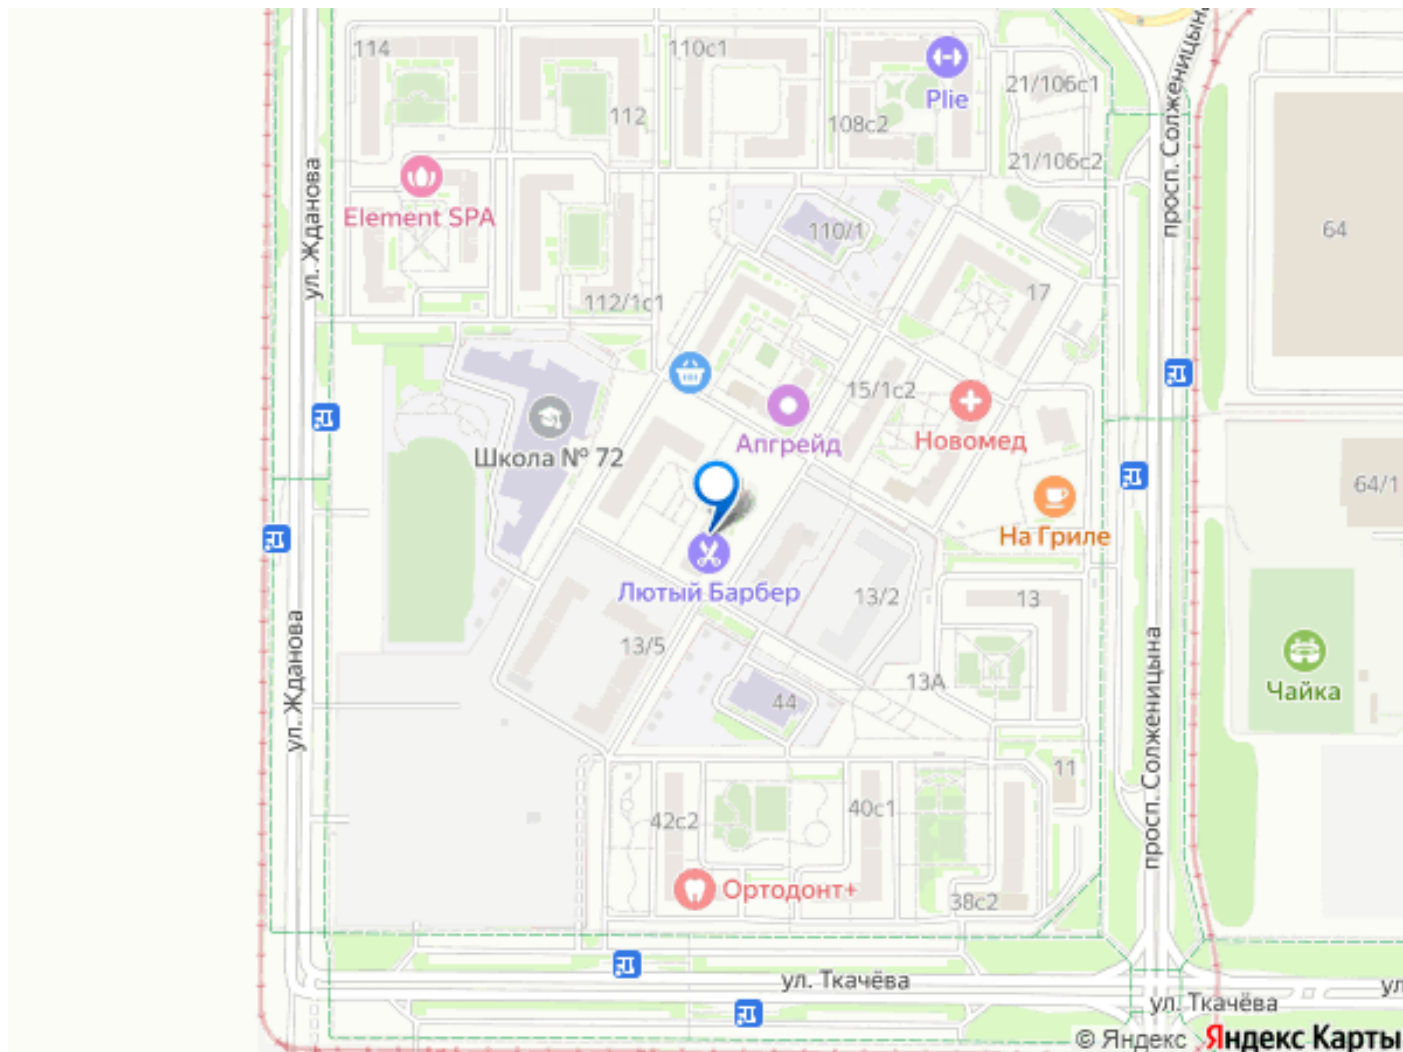 114
110с1
Plie
21/106с1
112
108с2
21/106с2
просп. Солженицына
ул. Жданова
Element SPA
110/1
64
112/1с1
17
15/1с2
Школа № 72
Апгрейд
Новомед
64/1
На Гриле
Лютый Барбер
13/2
13
13/5
ул. Жданова
просп. Солженицына
13А
44
Чайка
11
42с2
40с1
Ортодонт+
38с2
ул. Ткачёва
ул
ул. Ткачёва
© Яндекс Яндекс Карты